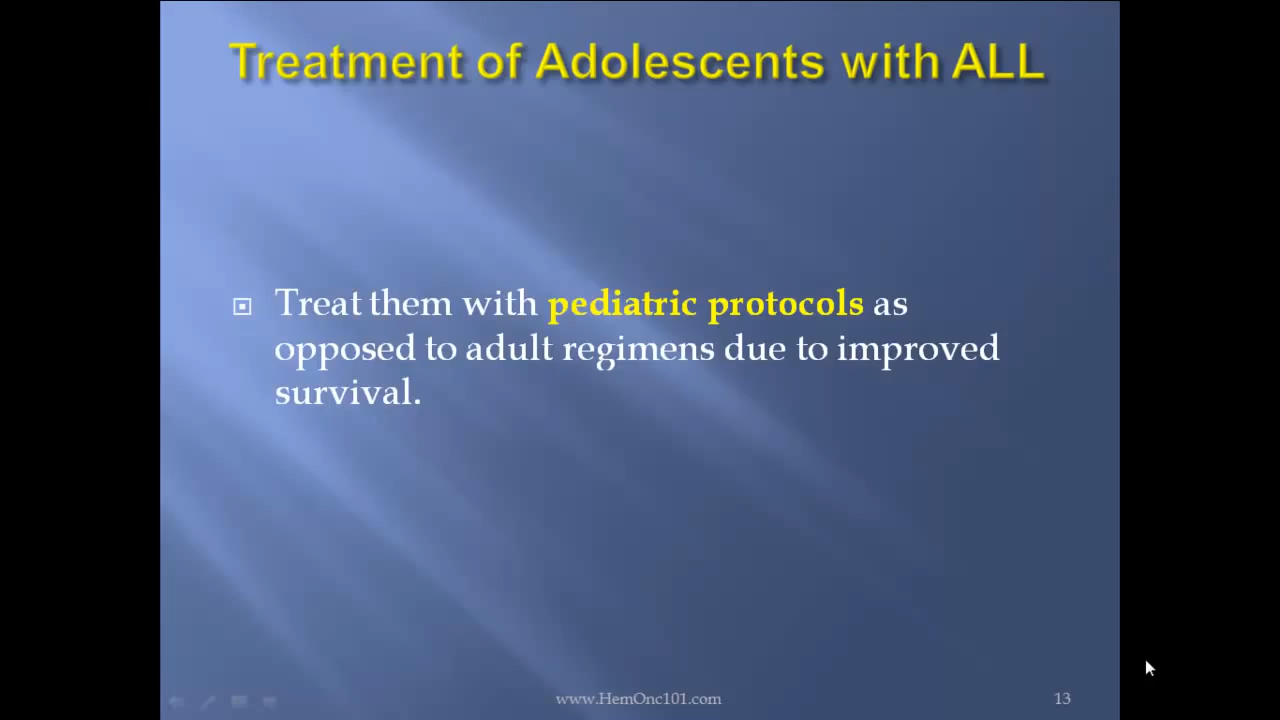 Treatment of Adolescents with ALL
Treat them with pediatric protocols as
opposed to adult regimens due to improved
survival.
www.HemOnc101.com
13